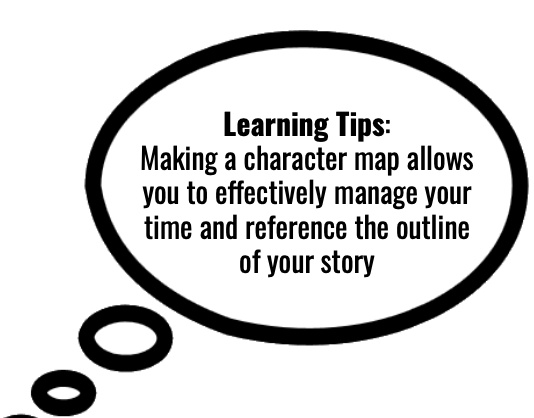 Learning Tips:
Making a character map allows
you to effectively manage your
time and reference the outline
of your story